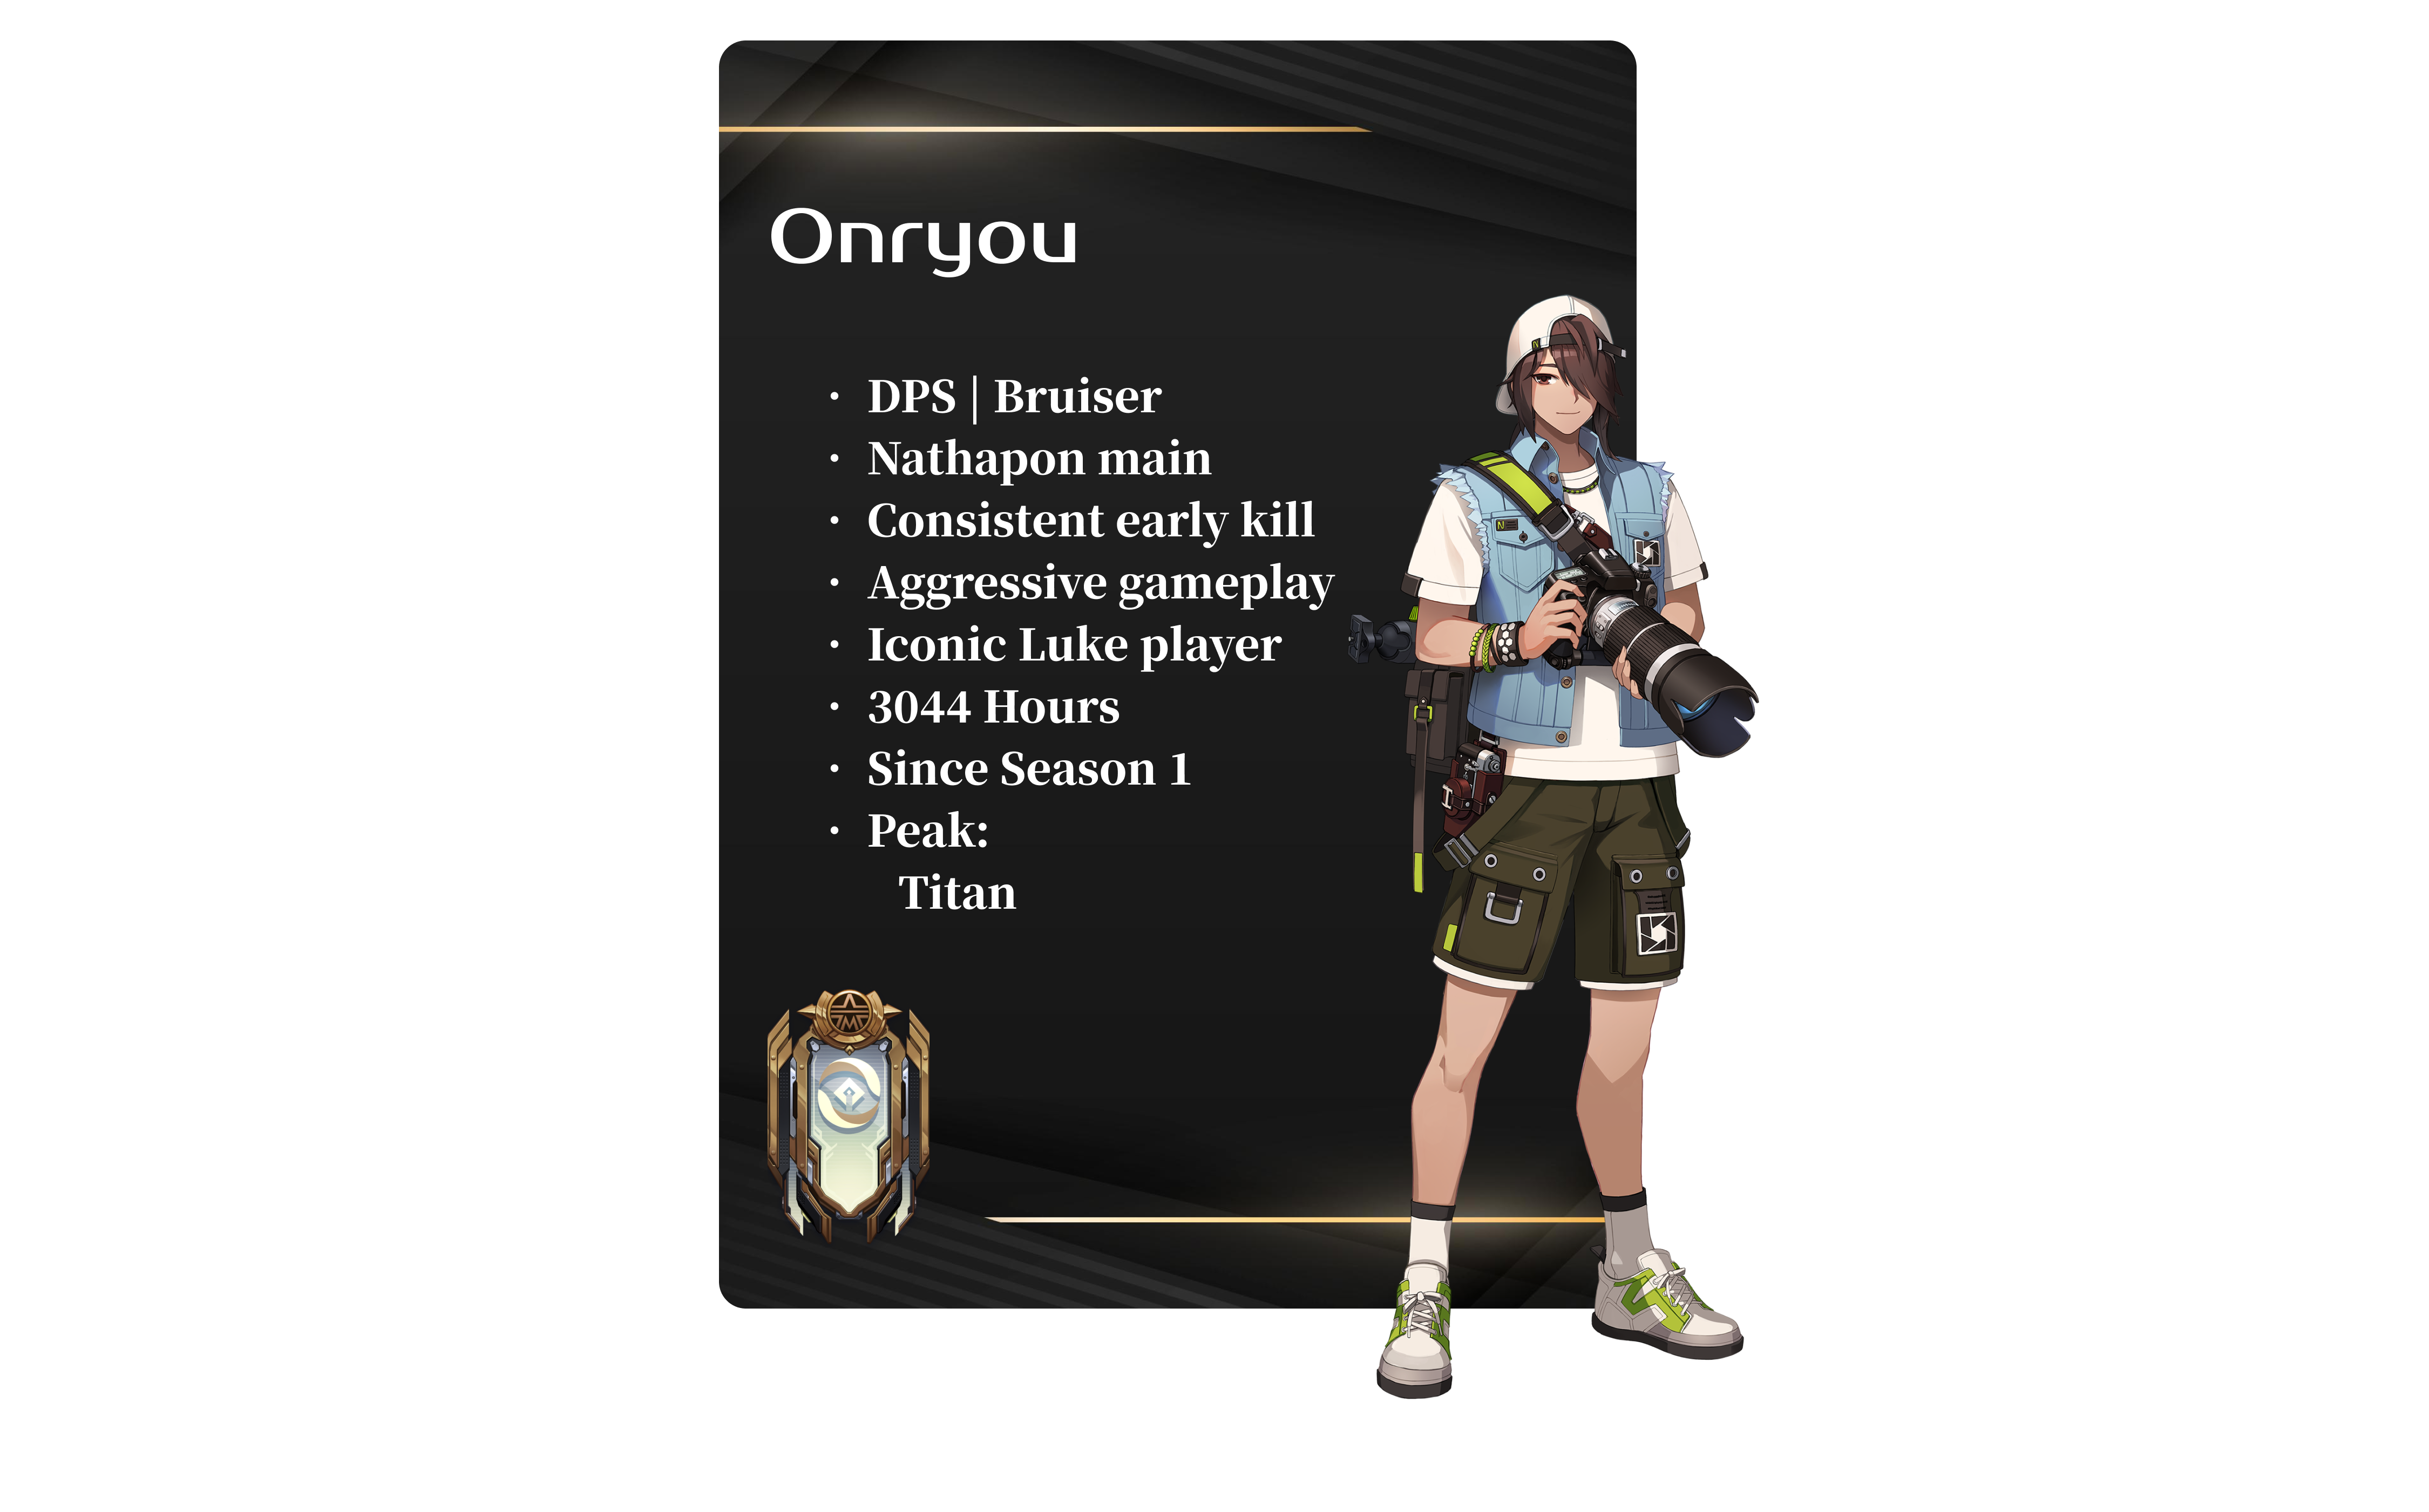 Onryou
· DPS | Bruiser
· Nathapon main
· Consistent early kill
· Aggressive gameplay
· Iconic Luke player
· 3044 Hours
· Since Season 1
· Peak:
Titan